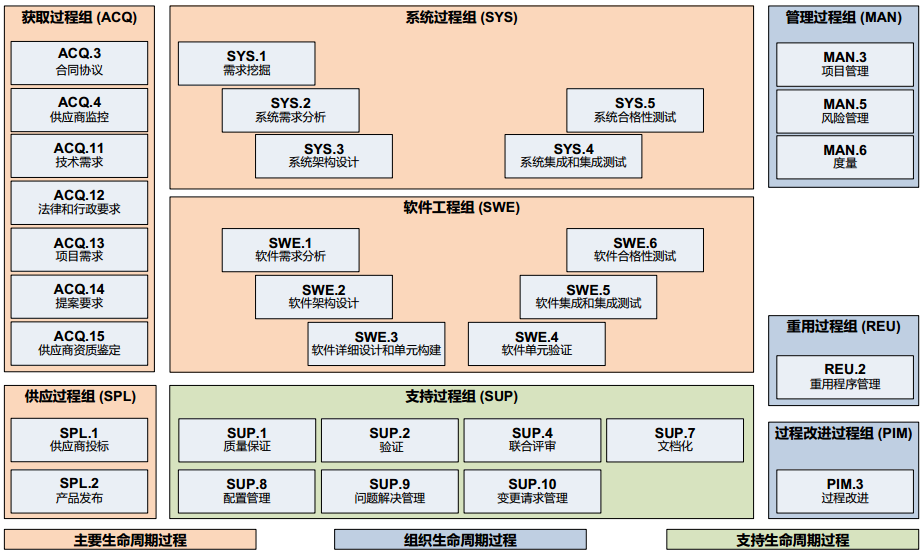 获取过程组 (ACQ)
ACQ.3
合同协议
ACQ.4
供应商监控
ACQ.11
技术需求
ACQ.12
法律和行政要求
ACQ.13
项目需求
ACQ.14
提案要求
ACQ.15
供应商资质鉴定
系统过程组 (SYS)
SYS.1
需求挖掘
SYS.2
系统需求分析
SYS.3
系统架构设计
SYS.5
系统合格性测试
SYS.4
系统集成和集成测试
软件工程组 (SWE)
SWE.1
软件需求分析
SWE.2
软件架构设计
SWE.3
软件详细设计和单元构建
SWE.6
软件合格性测试
SWE.5
软件集成和集成测试
SWE.4
软件单元验证
管理过程组 (MAN)
MAN.3
项目管理
MAN.5
风险管理
MAN.6
度量
重用过程组 (REU)
REU.2
重用程序管理
供应过程组 (SPL)
SPL.1
供应商投标
SPL.2
产品发布
支持过程组 (SUP)
SUP.1
质量保证
SUP.2
验证
SUP.4
联合评审
SUP.7
文档化
SUP.8
配置管理
SUP.9
问题解决管理
SUP.10
变更请求管理
过程改进过程组 (PIM)
PIM.3
过程改进
主要生命周期过程
组织生命周期过程
支持生命周期过程